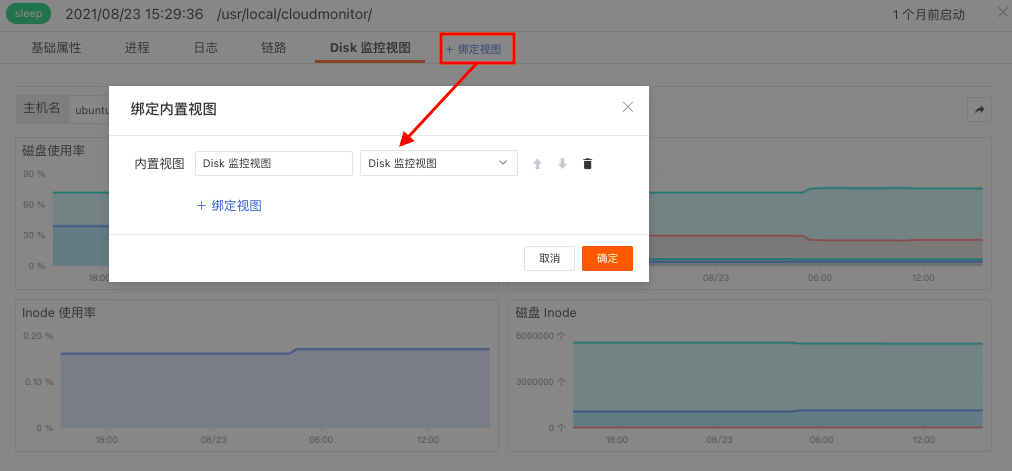 sleep 2021/08/23 15:29:36 /usr/local/cloudmonitor/ 1 个月前启动
基础属性 进程 日志 链路 Disk 监控视图 + 绑定视图
主机名
磁盘使用率
90 %
60 %
30 %
0 %
18:00
08/23 06:00 12:00
绑定内置视图
内置视图 Disk 监控视图 Disk 监控视图
+ 绑定视图
取消 确定
Inode 使用率
0.20 %
0.10 %
0 %
18:00 08/23 06:00 12:00
磁盘 Inode
6000000 个
3000000 个
0 个
18:00 08/23 06:00 12:00